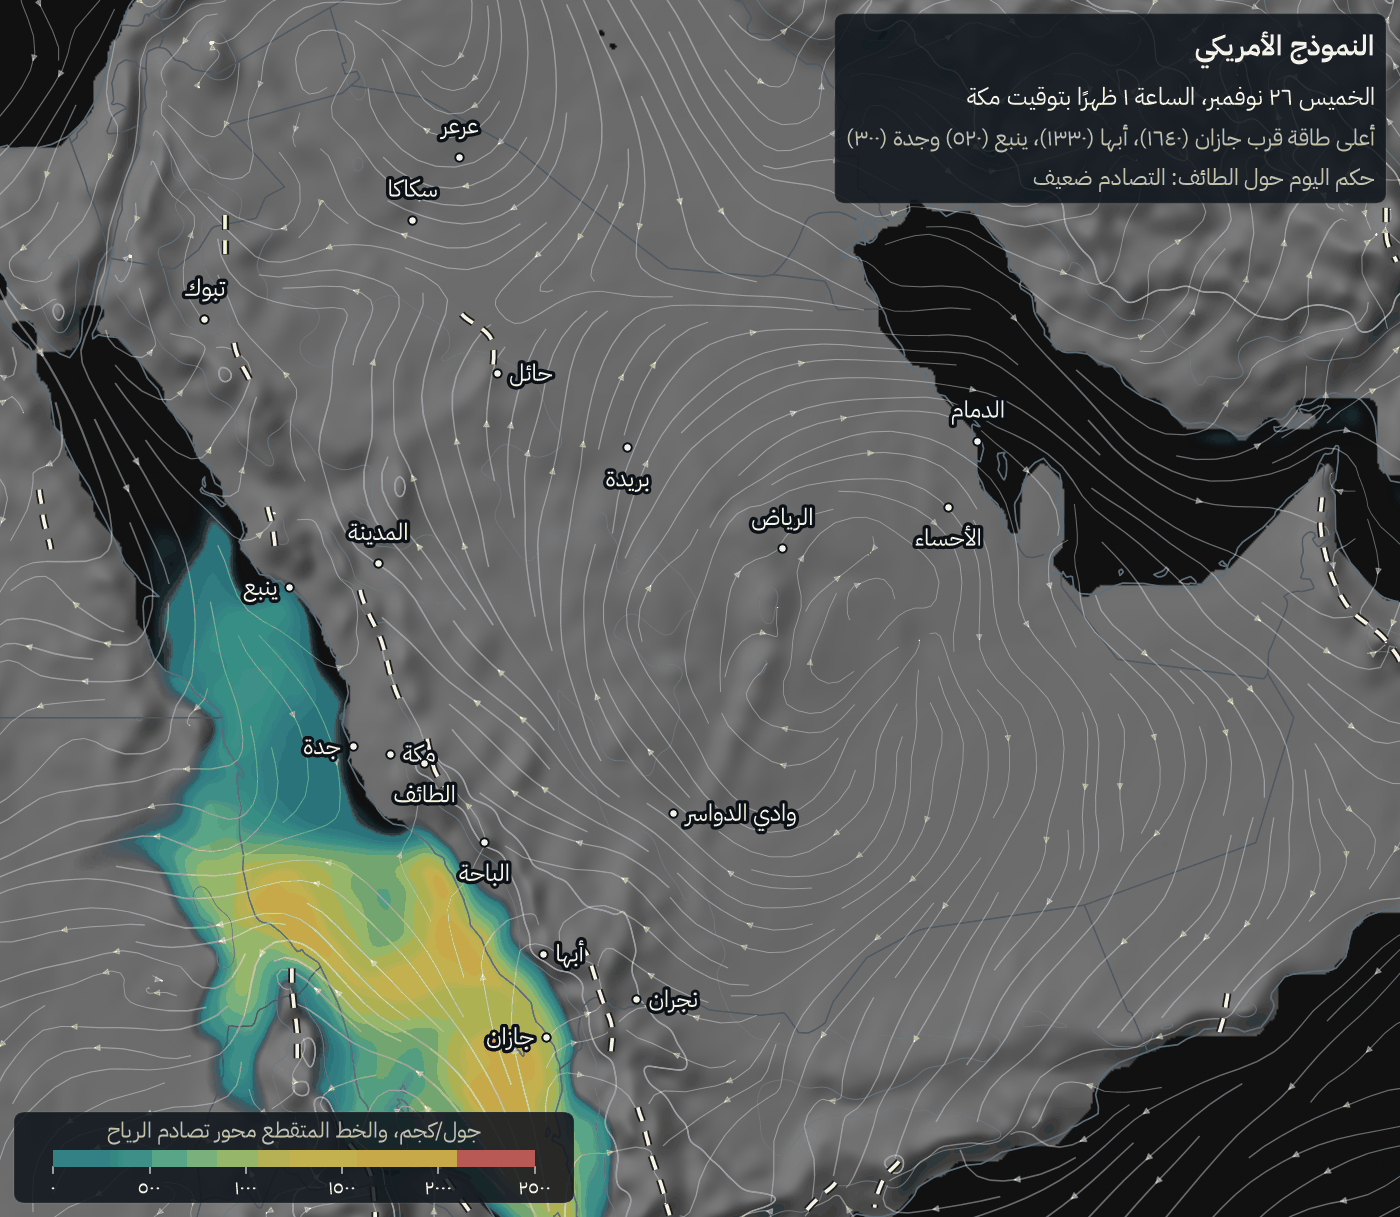 النموذج الأمريكي
الخميس ٢٦ نوفمبر، الساعة ١ ظهرًا بتوقيت مكة
أعلى طاقة قرب جازان (١٦٤٠)، أبها (١٣٣٠)، ينبع (٥٢٠) وجدة (٣٠٠)
حكم اليوم حول الطائف: التصادم ضعيف
عرعر
سكاكا
تبوك
حائل
الدمام
بريدة
الرياض
الأحساء
المدينة
ينبع
جدة
مكة
الطائف
وادي الدواسر
الباحة
أبها
نجران
جازان
جول/كجم، والخط المتقطع محور تصادم الرياح
٠ ٥٠٠ ١٠٠٠ ١٥٠٠ ٢٠٠٠ ٢٥٠٠